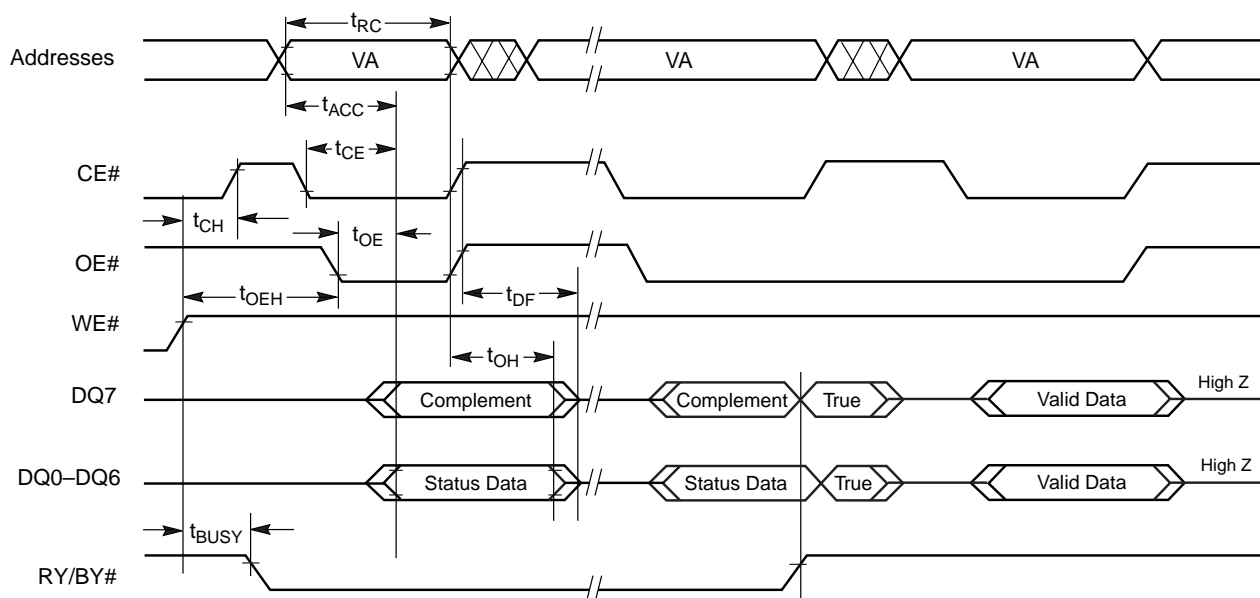 tRC
Addresses VA VA VA
tACC
tCE
CE#
tCH
tOE
OE#
tOEH tDF
WE#
tOH
DQ7 Complement Complement True Valid Data High Z
DQ0–DQ6 Status Data Status Data True Valid Data High Z
tBUSY
RY/BY#